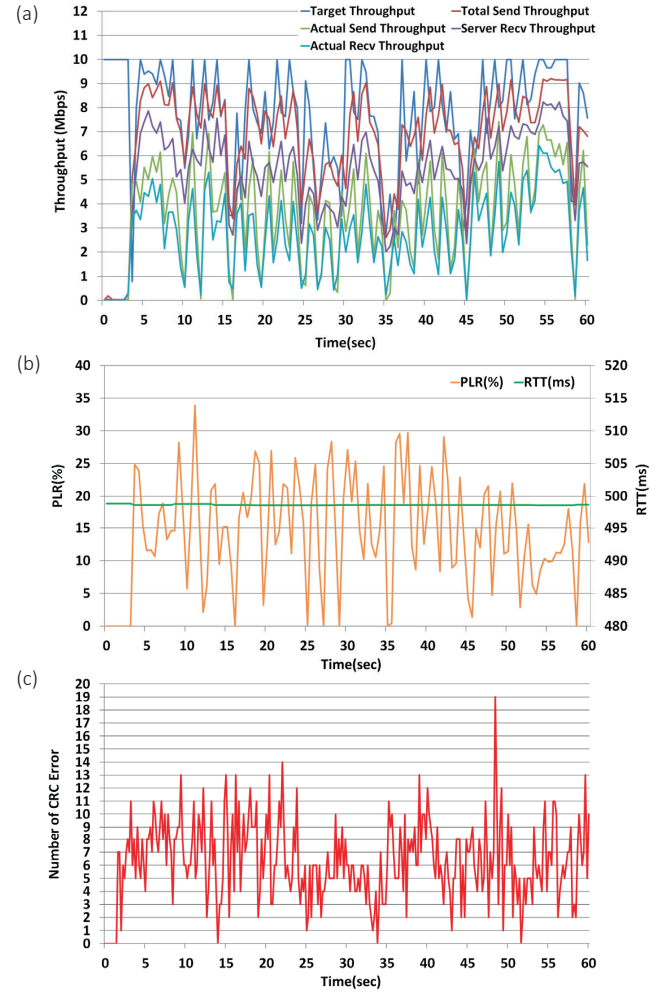 (a)
Target Throughput Total Send Throughput
Actual Send Throughput Server Recv Throughput
Actual Recv Throughput
Throughput (Mbps)
10
9
8
7
6
5
4
3
2
1
0
0 5 10 15 20 25 30 35 40 45 50 55 60
Time(sec)
(b)
PLR(%) RTT(ms)
PLR(%)
40
35
30
25
20
15
10
5
0
520
515
510
505
500
495
490
485
480
RTT(ms)
0 5 10 15 20 25 30 35 40 45 50 55 60
Time(sec)
(c)
Number of CRC Error
20
19
18
17
16
15
14
13
12
11
10
9
8
7
6
5
4
3
2
1
0
0 5 10 15 20 25 30 35 40 45 50 55 60
Time(sec)